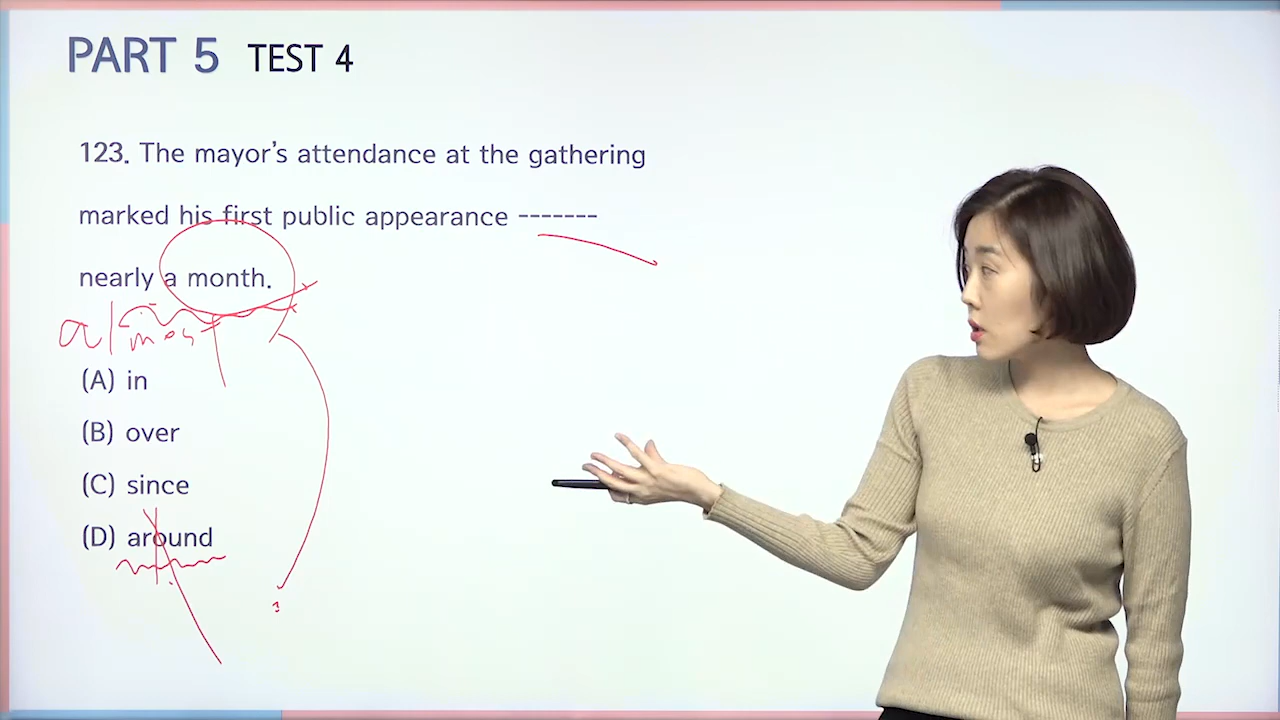 PART 5 TEST 4
123. The mayor's attendance at the gathering
marked his first public appearance -------
nearly a month.
almos
(A) in
(B) over
(C) since
(D) around